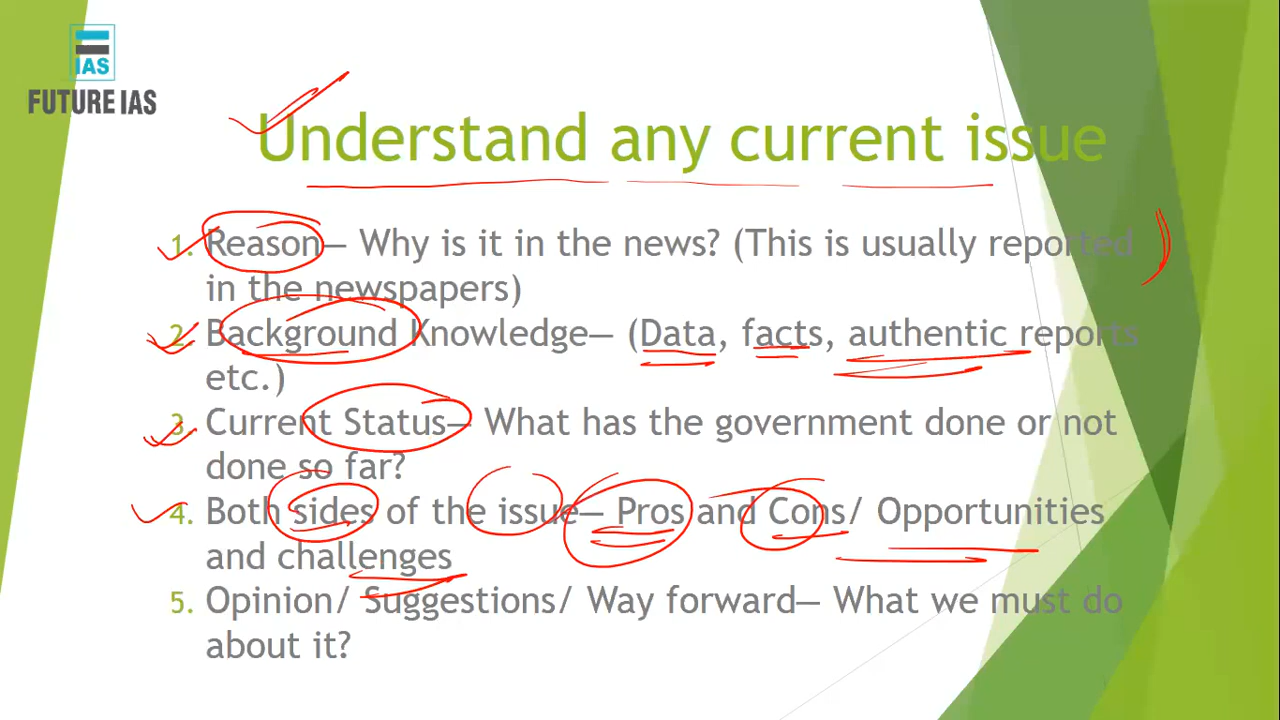 IAS
FUTURE IAS
Understand any current issue
1. Reason– Why is it in the news? (This is usually reported
in the newspapers)
2. Background Knowledge– (Data, facts, authentic reports
etc.)
3. Current Status– What has the government done or not
done so far?
4. Both sides of the issue– Pros and Cons/ Opportunities
and challenges
5. Opinion/ Suggestions/ Way forward– What we must do
about it?